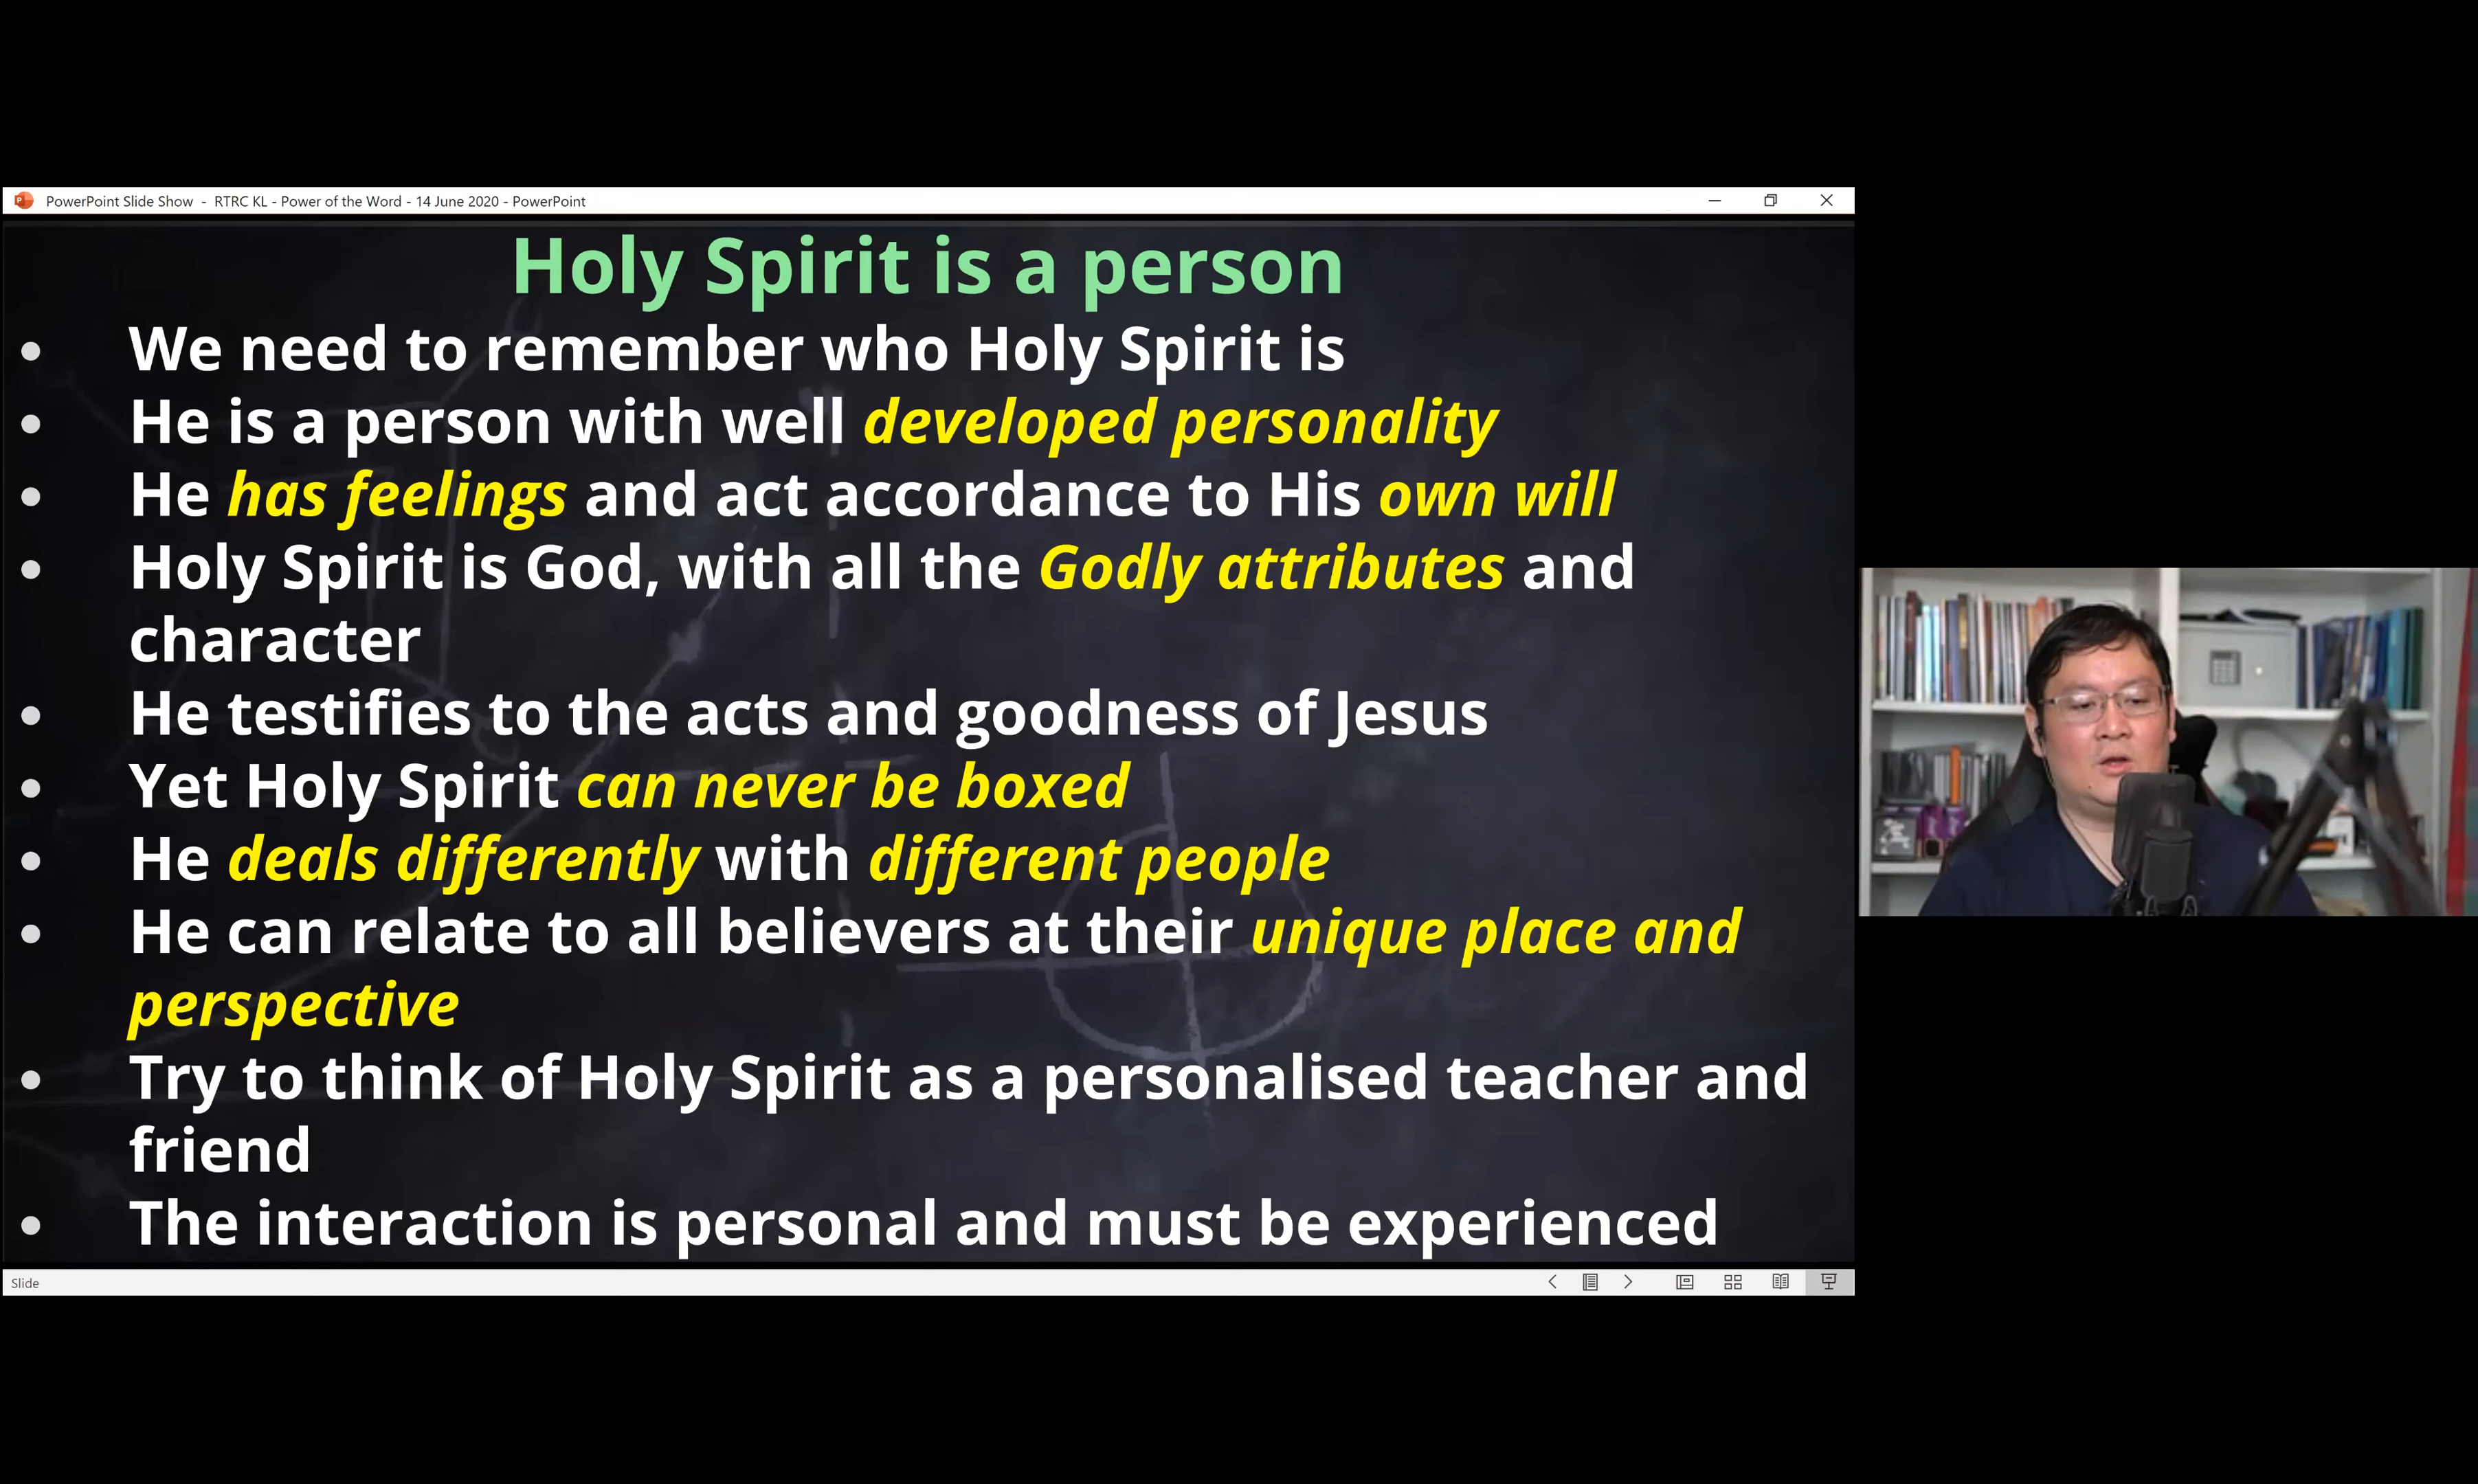 PowerPoint Slide Show - RTRC KL - Power of the Word - 14 June 2020 - PowerPoint
Holy Spirit is a person
• We need to remember who Holy Spirit is
• He is a person with well developed personality
• He has feelings and act accordance to His own will
• Holy Spirit is God, with all the Godly attributes and
character
• He testifies to the acts and goodness of Jesus
• Yet Holy Spirit can never be boxed
• He deals differently with different people
• He can relate to all believers at their unique place and
perspective
• Try to think of Holy Spirit as a personalised teacher and
friend
• The interaction is personal and must be experienced
Slide